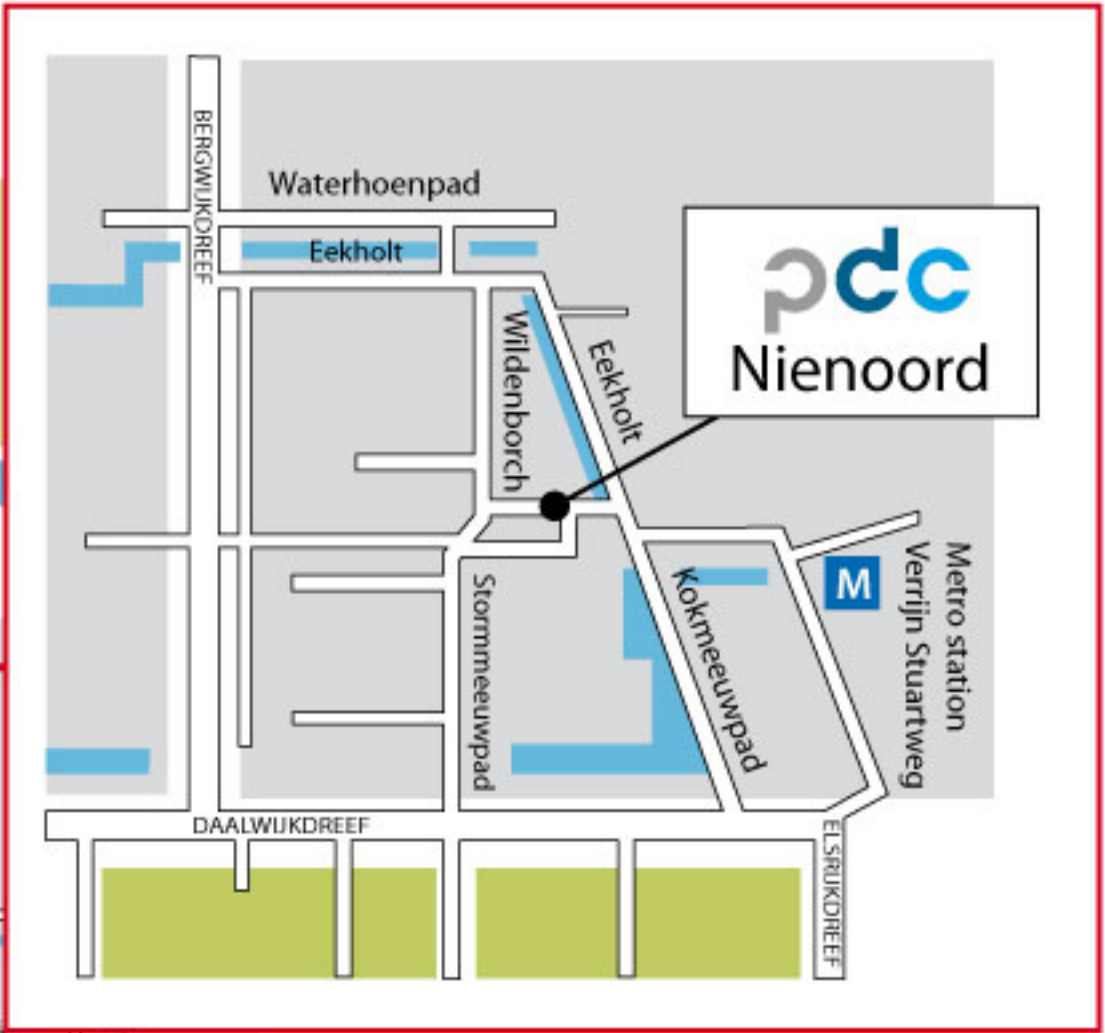 BERGWIJKDREEF
Waterhoenpad
Eekholt
pdc
Nienoord
Wildenborch
Eekholt
M
Metro station
Verrijn Stuartweg
Stormmeeuwpad
Kokmeeuwpad
DAALWIJKDREEF
ELSRIJKDREEF